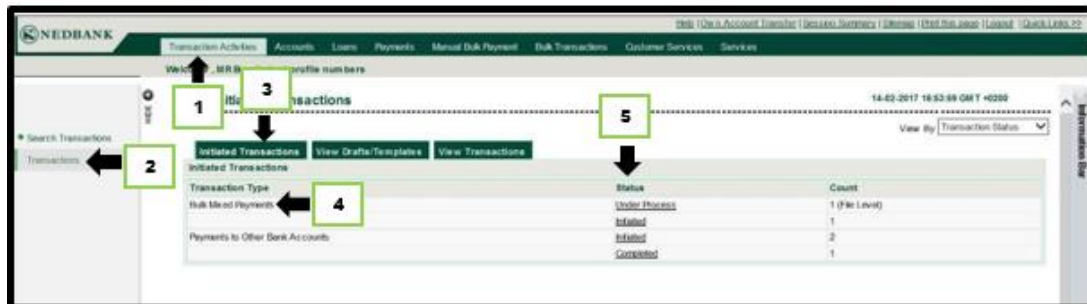 NEDBANK
Help | Own Account Transfer | Session Summary | Sitemap | Print this page | Logout | Quick Links >>
Transaction Activities Accounts Loans Payments Manual Bulk Payment Bulk Transactions Customer Services Services
profile numbers
HIDE
1
3
14-02-2017 16:53:59 GMT +0200
5
View By Transaction Status
Information Bar
Search Transactions
Transactions
2
Initiated Transactions View Drafts/Templates View Transactions
Initiated Transactions
Transaction Type Status Count
Bulk Mixed Payments 4 Under Process 1 (File Level)
Initiated 1
Payments to Other Bank Accounts Initiated 2
Completed 1